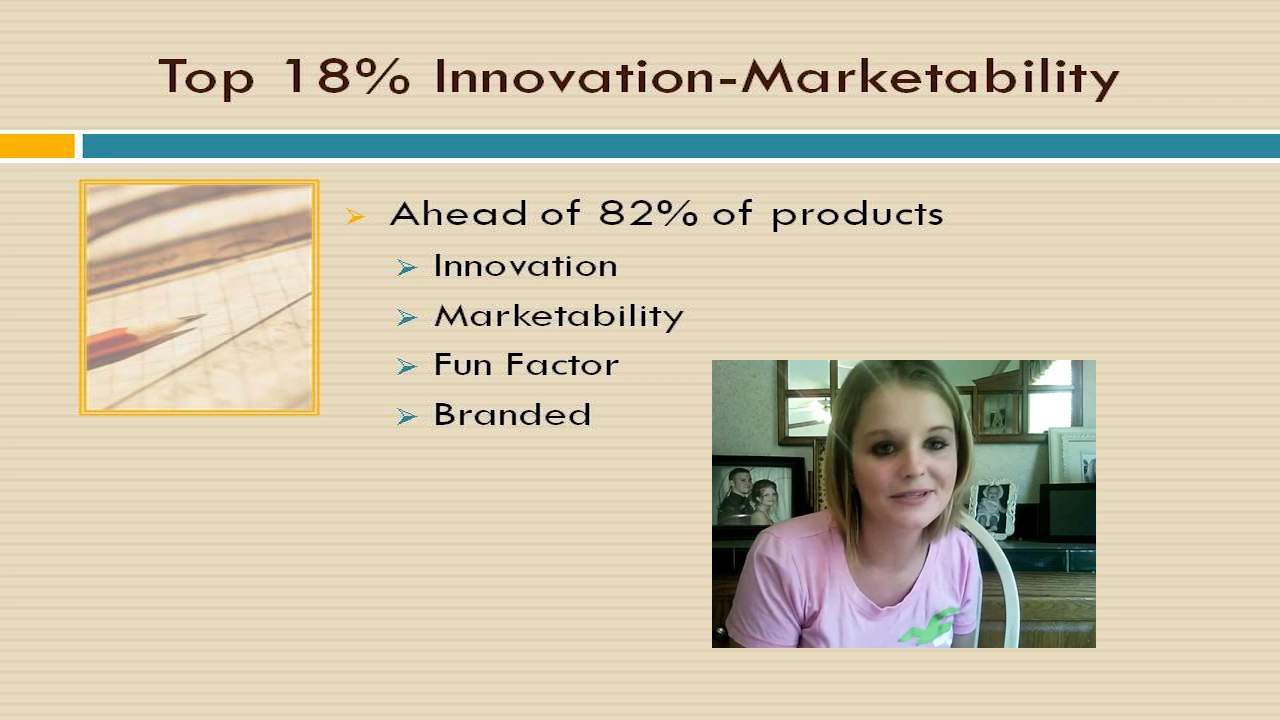 Top 18% Innovation-Marketability
Ahead of 82% of products
Innovation
Marketability
Fun Factor
Branded